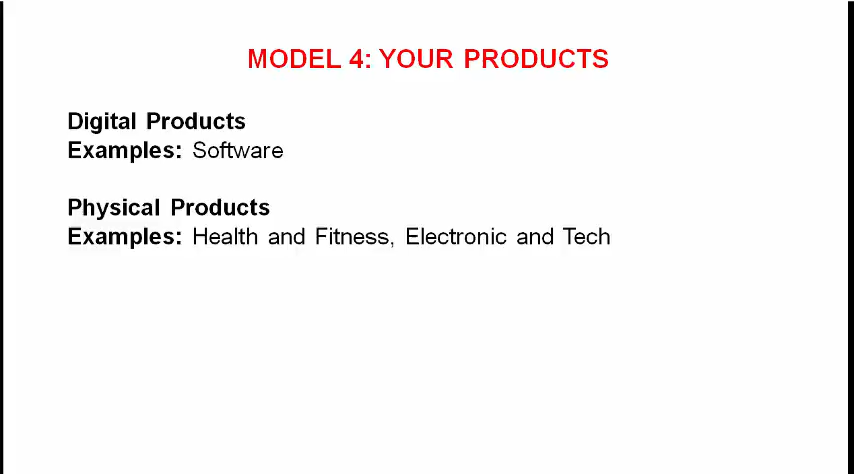 MODEL 4: YOUR PRODUCTS
Digital Products
Examples: Software
Physical Products
Examples: Health and Fitness, Electronic and Tech